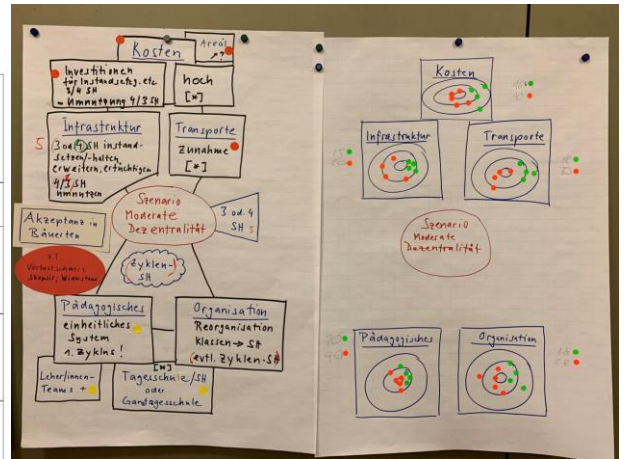 Kosten
Areal
↗?
Investitionen
für Instandsetzg. etc
3/4 SH
- Umnutzung 4/3 SH
hoch
[*]
Infrastruktur
5
3 od. 4 SH instand-
setzen/-halten,
erweitern, ertüchtigen
4/3 SH
umnutzen
Transporte
Zunahme
[*]
Szenario
Moderate
Dezentralität
3 od. 4
SH 5
Akzeptanz in
Bäuerten
Zyklen-
SH
Pädagogisches
einheitliches
System
1. Zyklus!
Organisation
Reorganisation
Klassen → SH
(evtl. Zyklen-SH)
Lehrer/innen-
Teams +
[*]
Tagesschule/SH
oder
Ganztagesschule
Kosten
Infrastruktur
Transporte
Szenario
Moderate
Dezentralität
Pädagogisches
Organisation